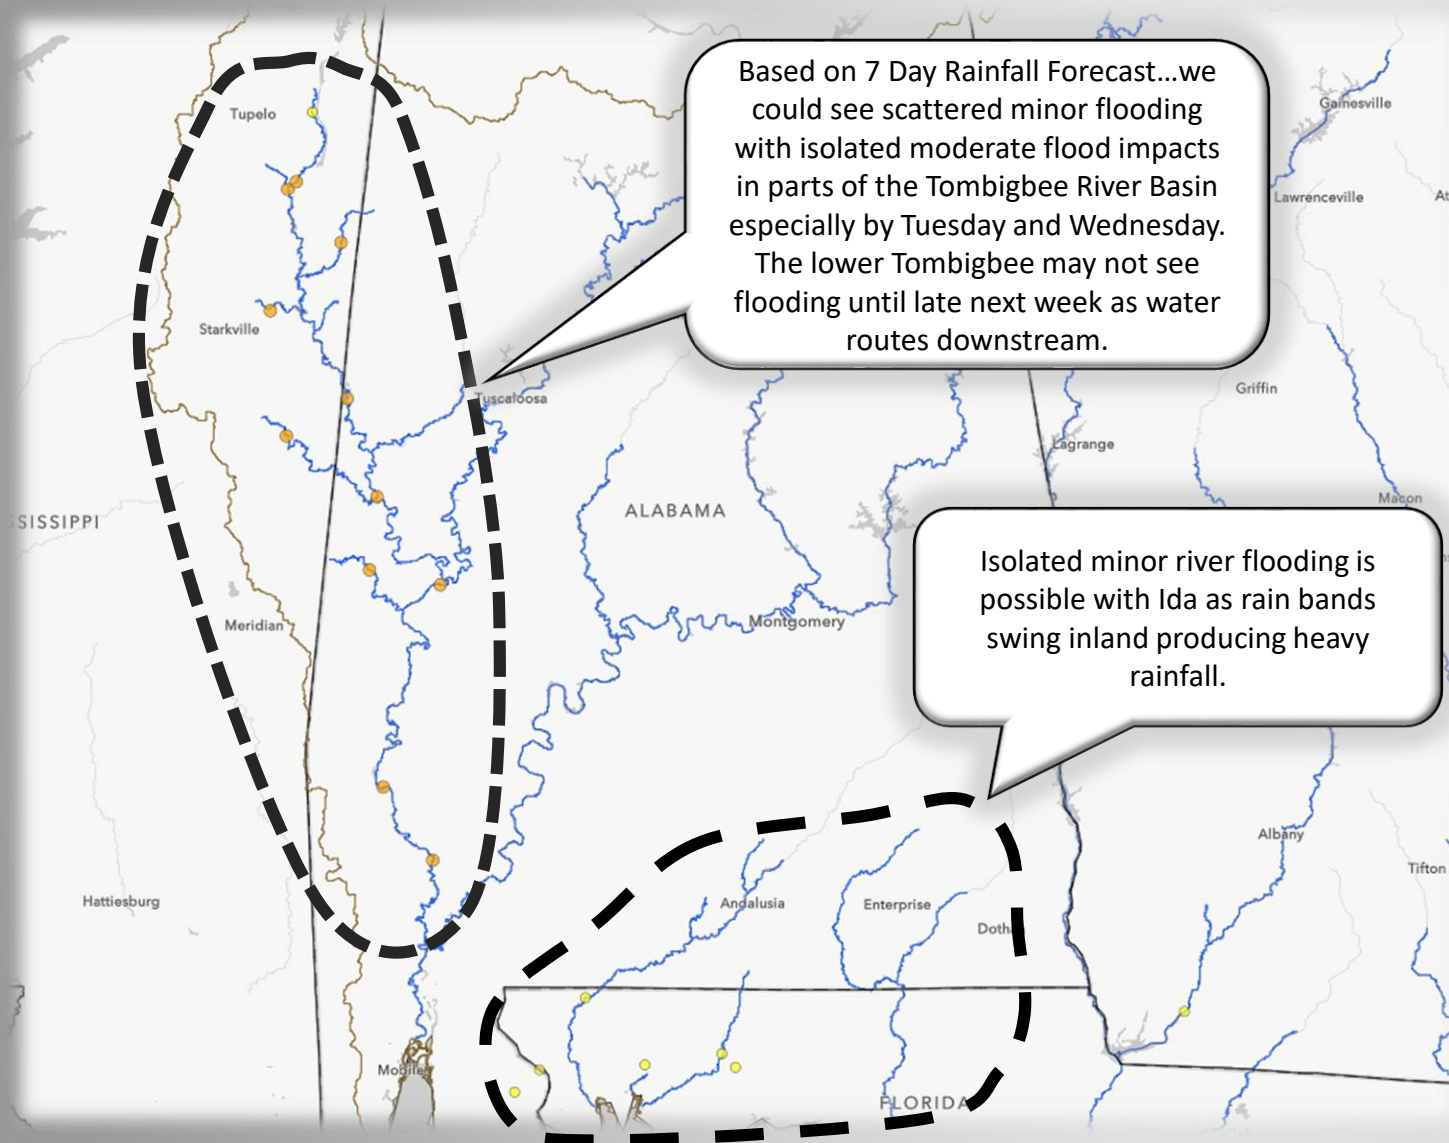 Based on 7 Day Rainfall Forecast...we
could see scattered minor flooding
with isolated moderate flood impacts
in parts of the Tombigbee River Basin
especially by Tuesday and Wednesday.
The lower Tombigbee may not see
flooding until late next week as water
routes downstream.
Gainesville
Tupelo
Lawrenceville
At
Starkville
Griffin
Tuscaloosa
Lagrange
Macon
ALABAMA
SSISSIPPI
Isolated minor river flooding is
possible with Ida as rain bands
swing inland producing heavy
rainfall.
Meridian
Montgomery
Albany
Tifton
Hattiesburg
Andalusia
Enterprise
Doth
Mobile
FLORIDA